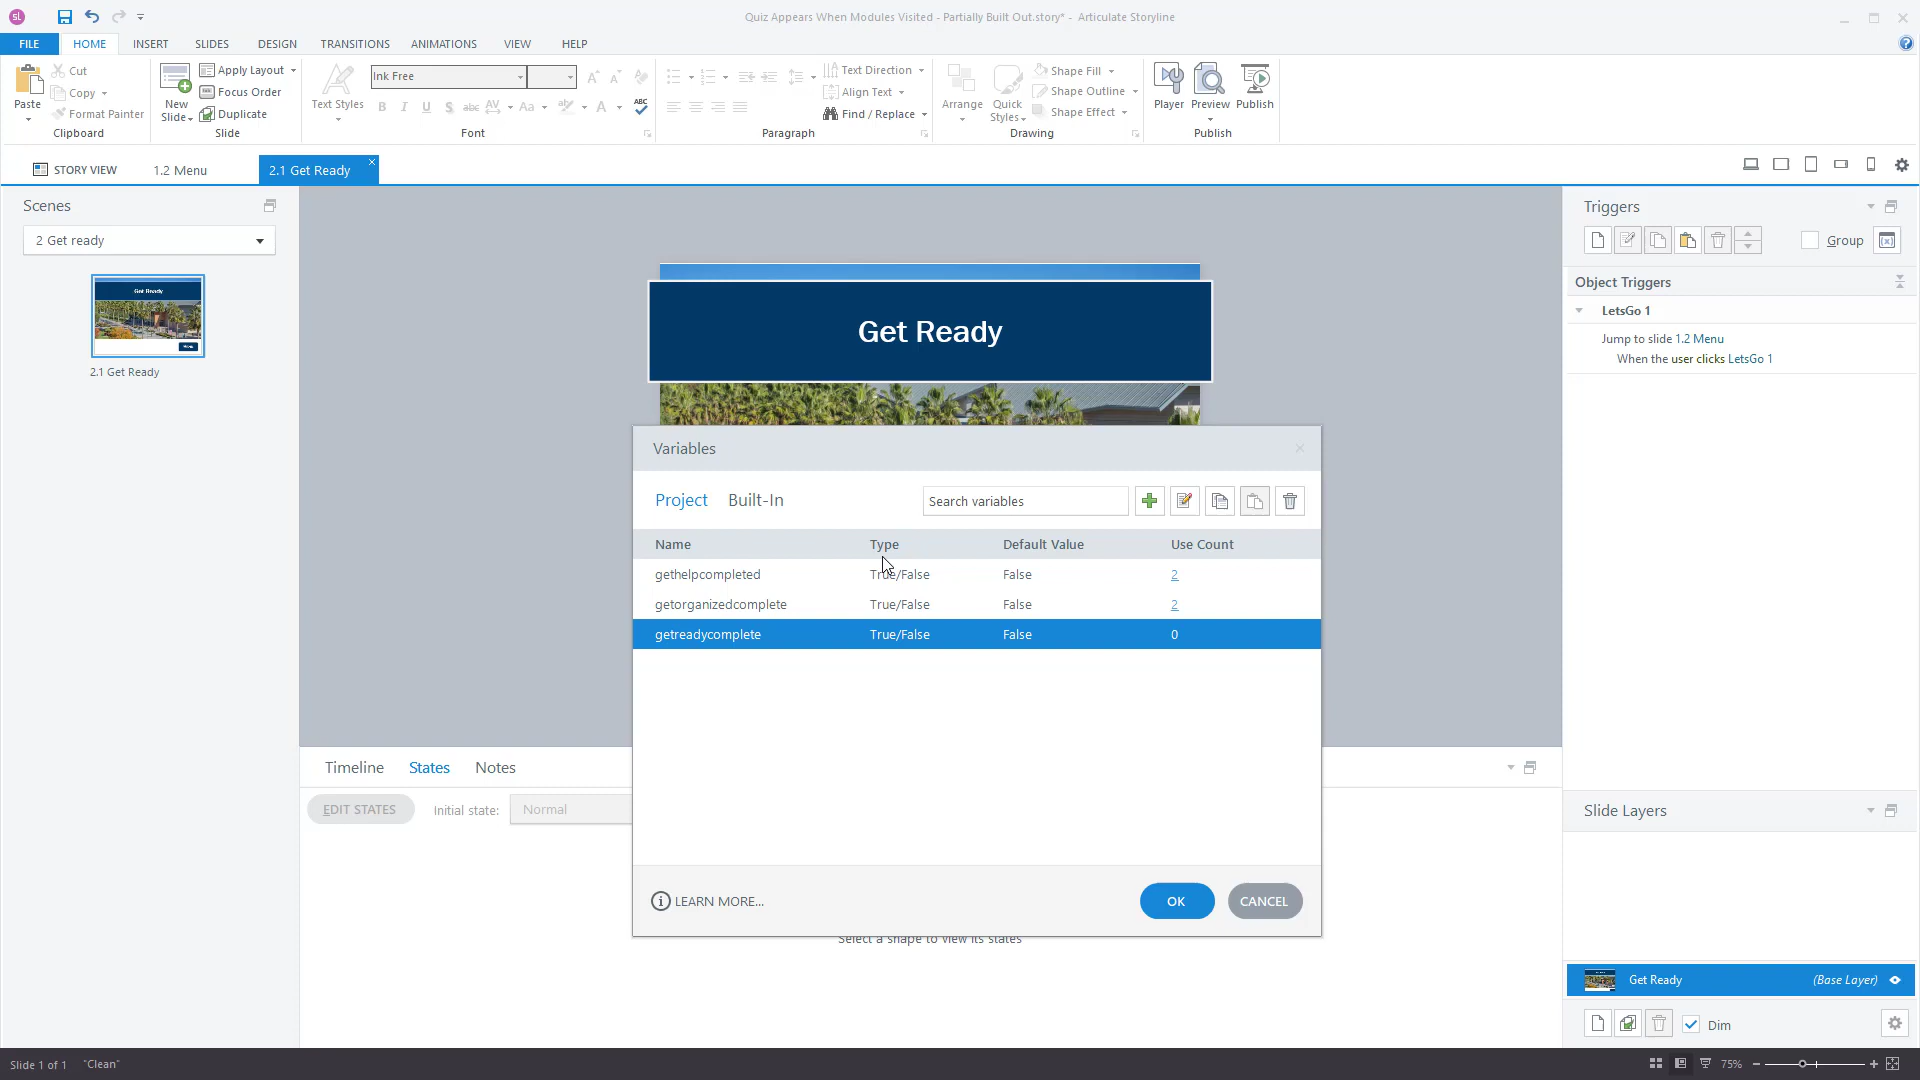 sl
Quiz Appears When Modules Visited - Partially Built Out.story* - Articulate Storyline
FILE HOME INSERT SLIDES DESIGN TRANSITIONS ANIMATIONS VIEW HELP
Paste
Cut
Copy
Format Painter
Clipboard
New
Slide
Apply Layout
Focus Order
Duplicate
Slide
Text Styles
Ink Free
B I U S abc AV Aa A ABC
Font
Text Direction
Align Text
Find / Replace
Paragraph
Arrange
Quick
Styles
Shape Fill
Shape Outline
Shape Effect
Drawing
Player
Preview
Publish
Publish
STORY VIEW
1.2 Menu
2.1 Get Ready
Scenes
2 Get ready
Get Ready
2.1 Get Ready
Get Ready
Variables
Project
Built-In
Search variables
Name Type Default Value Use Count
gethelpcompleted True/False False 2
getorganizedcomplete True/False False 2
getreadycomplete True/False False 0
LEARN MORE...
OK
CANCEL
Timeline
States
Notes
EDIT STATES
Initial state:
Normal
Select a shape to view its states
Triggers
Group
Object Triggers
LetsGo 1
Jump to slide 1.2 Menu
When the user clicks LetsGo 1
Slide Layers
Get Ready
(Base Layer)
Dim
Slide 1 of 1
"Clean"
75%